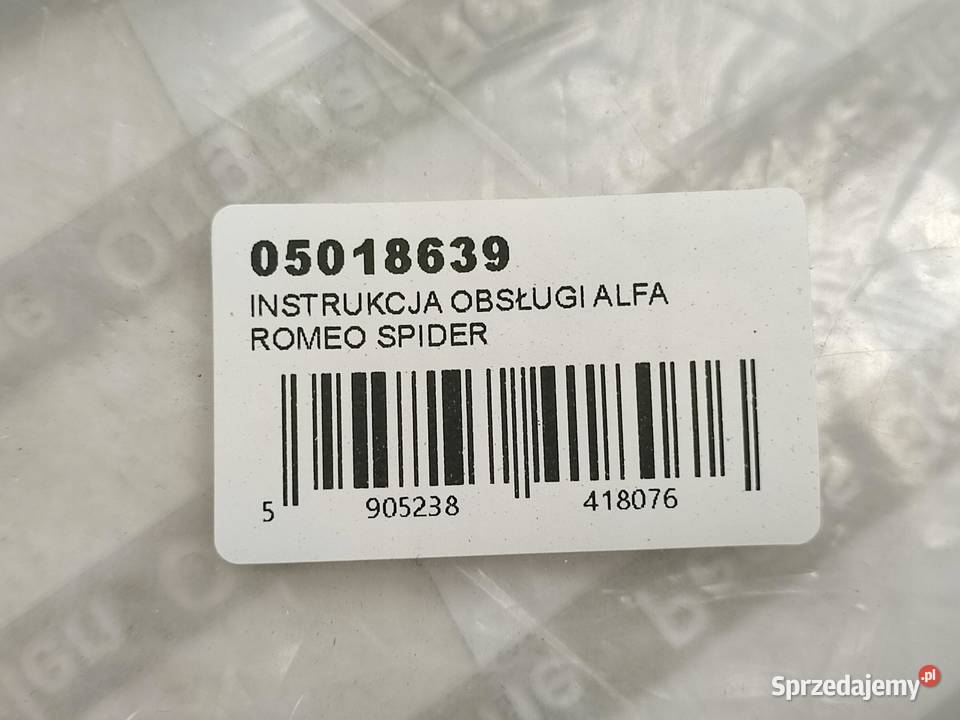 05018639
INSTRUKCJA OBSŁUGI ALFA
ROMEO SPIDER
5 905238 418076
Sprzedajemy.pl